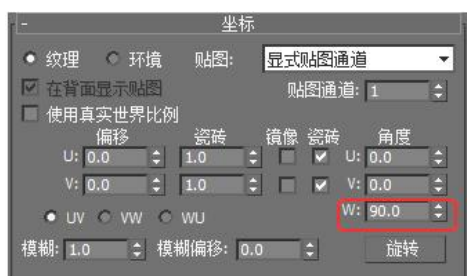 - 坐标
纹理 环境 贴图: 显式贴图通道
在背面显示贴图 贴图通道: 1
使用真实世界比例
偏移 瓷砖 镜像 瓷砖 角度
U: 0.0 1.0 U: 0.0
V: 0.0 1.0 V: 0.0
UV VW WU W: 90.0
模糊: 1.0 模糊偏移: 0.0 旋转